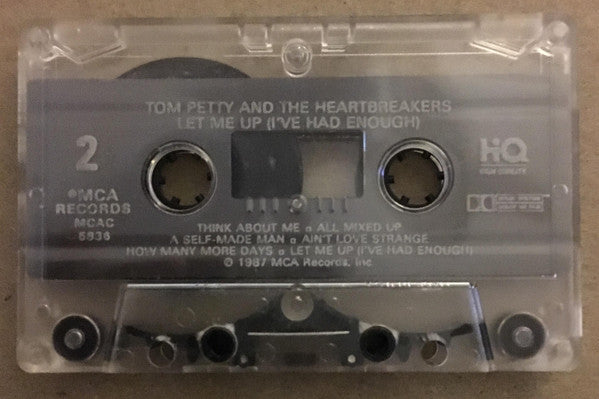 TOM PETTY AND THE HEARTBREAKERS
LET ME UP (I'VE HAD ENOUGH)
2
HQ
HIGH QUALITY
℗MCA
RECORDS
MCAC
5836
THINK ABOUT ME ▫ ALL MIXED UP
A SELF-MADE MAN ▫ AIN'T LOVE STRANGE
HOW MANY MORE DAYS ▫ LET ME UP (I'VE HAD ENOUGH)
© 1987 MCA Records, Inc